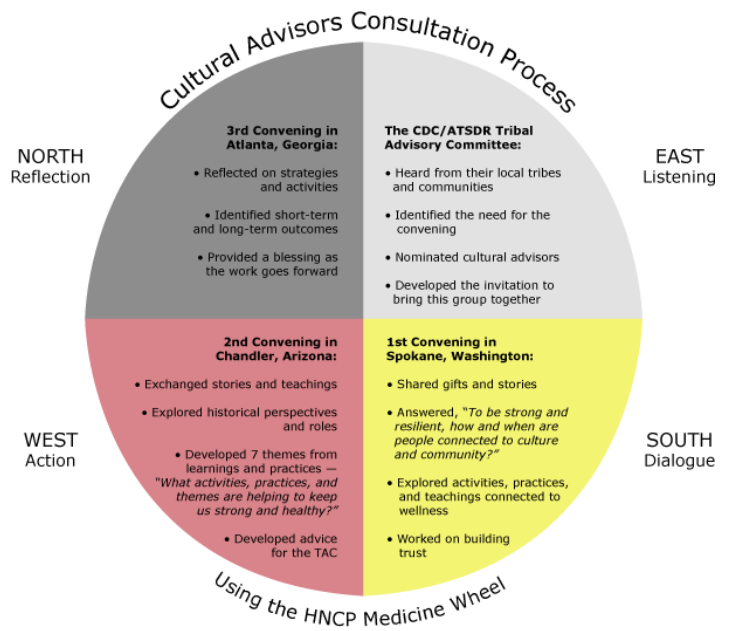 Cultural Advisors Consultation Process
NORTH
Reflection
3rd Convening in
Atlanta, Georgia:
• Reflected on strategies
and activities
• Identified short-term
and long-term outcomes
• Provided a blessing as
the work goes forward
The CDC/ATSDR Tribal
Advisory Committee:
• Heard from their local tribes
and communities
• Identified the need for the
convening
• Nominated cultural advisors
• Developed the invitation to
bring this group together
EAST
Listening
WEST
Action
2nd Convening in
Chandler, Arizona:
• Exchanged stories and teachings
• Explored historical perspectives
and roles
• Developed 7 themes from
learnings and practices —
“What activities, practices, and
themes are helping to keep
us strong and healthy?”
• Developed advice
for the TAC
1st Convening in
Spokane, Washington:
• Shared gifts and stories
• Answered, “To be strong and
resilient, how and when are
people connected to culture
and community?”
• Explored activities, practices,
and teachings connected to
wellness
• Worked on building
trust
SOUTH
Dialogue
Using the HNCP Medicine Wheel